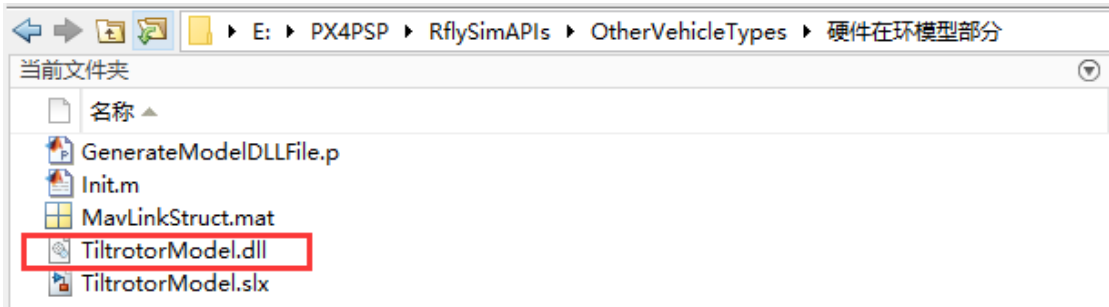 E: ▸ PX4PSP ▸ RflySimAPIs ▸ OtherVehicleTypes ▸ 硬件在环模型部分
当前文件夹
名称
GenerateModelDLLFile.p
Init.m
MavLinkStruct.mat
TiltrotorModel.dll
TiltrotorModel.slx